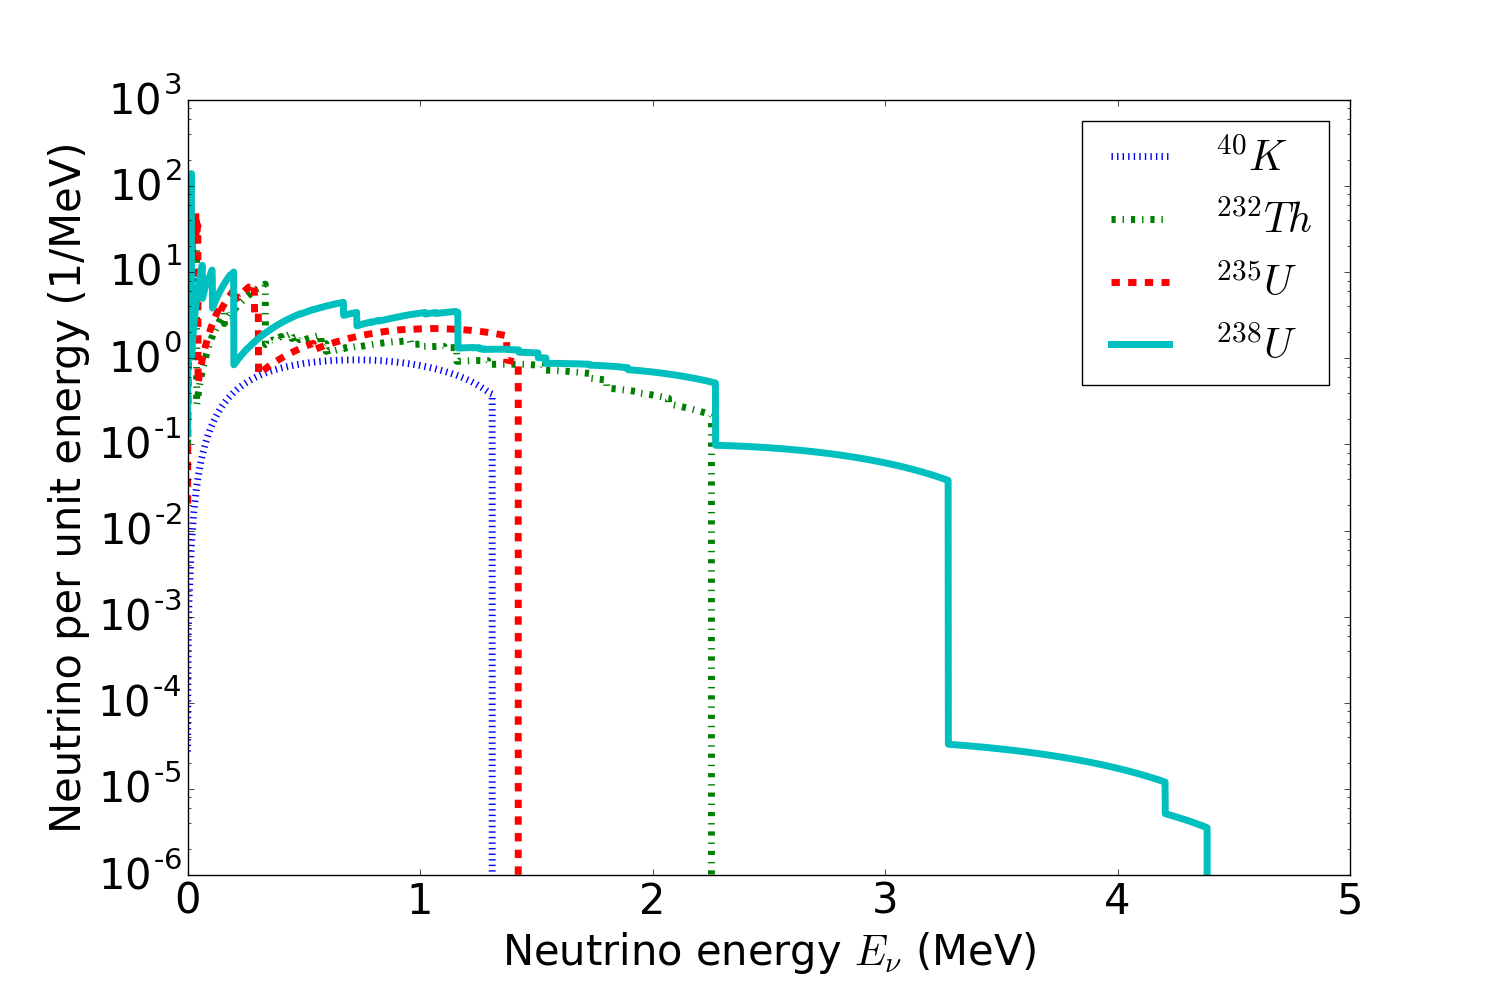 Neutrino per unit energy (1/MeV)
10^3
10^2
10^1
10^0
10^-1
10^-2
10^-3
10^-4
10^-5
10^-6
^40K
^232Th
^235U
^238U
0 1 2 3 4 5
Neutrino energy E_ν (MeV)